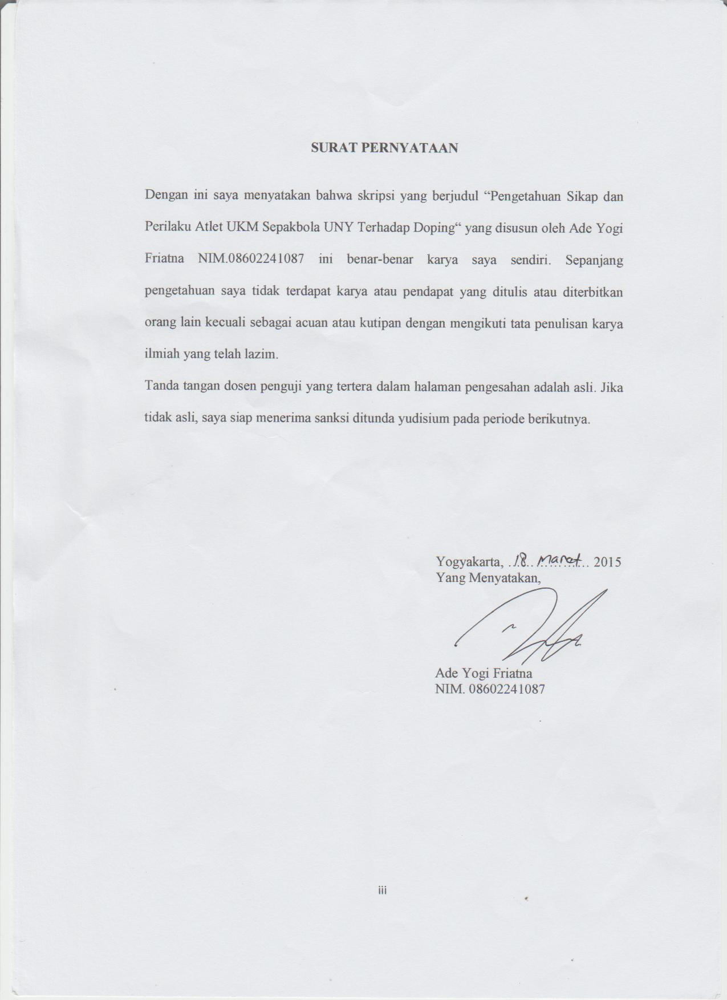 SURAT PERNYATAAN
Dengan ini saya menyatakan bahwa skripsi yang berjudul “Pengetahuan Sikap dan
Perilaku Atlet UKM Sepakbola UNY Terhadap Doping“ yang disusun oleh Ade Yogi
Friatna NIM.08602241087 ini benar-benar karya saya sendiri. Sepanjang
pengetahuan saya tidak terdapat karya atau pendapat yang ditulis atau diterbitkan
orang lain kecuali sebagai acuan atau kutipan dengan mengikuti tata penulisan karya
ilmiah yang telah lazim.
Tanda tangan dosen penguji yang tertera dalam halaman pengesahan adalah asli. Jika
tidak asli, saya siap menerima sanksi ditunda yudisium pada periode berikutnya.
Yogyakarta, 18 Maret 2015
Yang Menyatakan,
Ade Yogi Friatna
NIM. 08602241087
iii